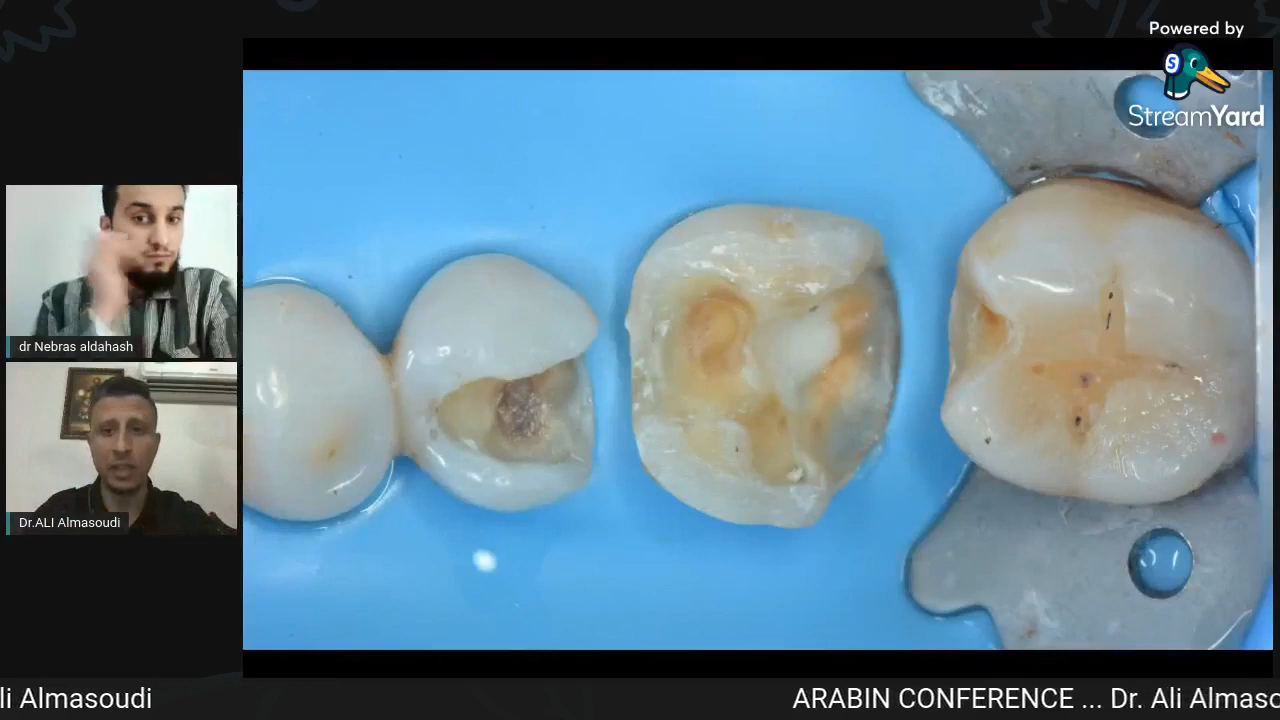 Powered by
S
StreamYard
dr Nebras aldahash
Dr.ALI Almasoudi
li Almasoudi
ARABIN CONFERENCE ... Dr. Ali Almaso